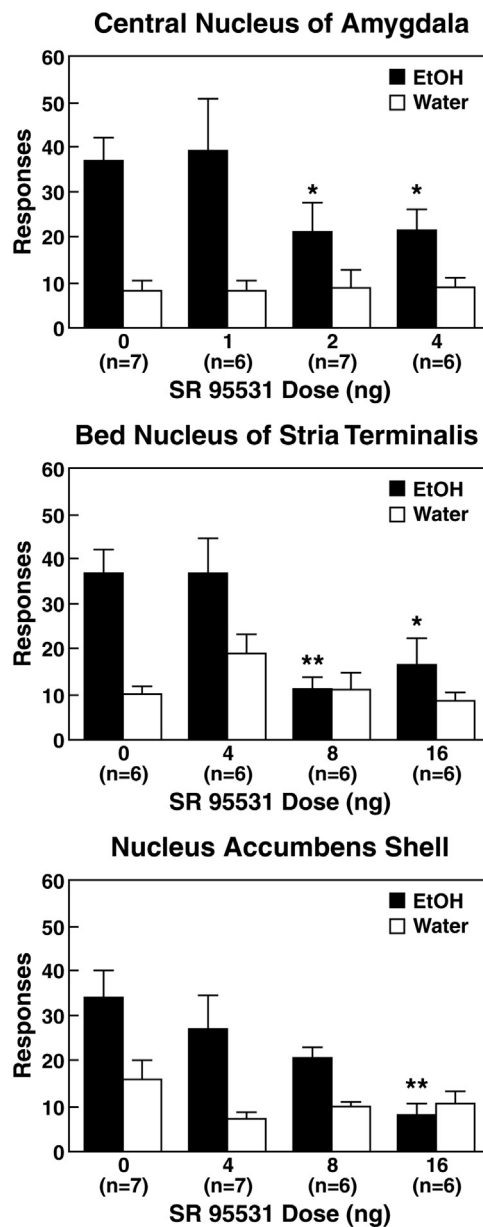 Central Nucleus of Amygdala
60
50
40
30
20
10
0
Responses
EtOH
Water
*
*
0
1
2
4
(n=7)
(n=6)
(n=7)
(n=6)
SR 95531 Dose (ng)
Bed Nucleus of Stria Terminalis
60
50
40
30
20
10
0
Responses
EtOH
Water
**
*
0
4
8
16
(n=6)
(n=6)
(n=6)
(n=6)
SR 95531 Dose (ng)
Nucleus Accumbens Shell
60
50
40
30
20
10
0
Responses
EtOH
Water
**
0
4
8
16
(n=7)
(n=7)
(n=6)
(n=6)
SR 95531 Dose (ng)